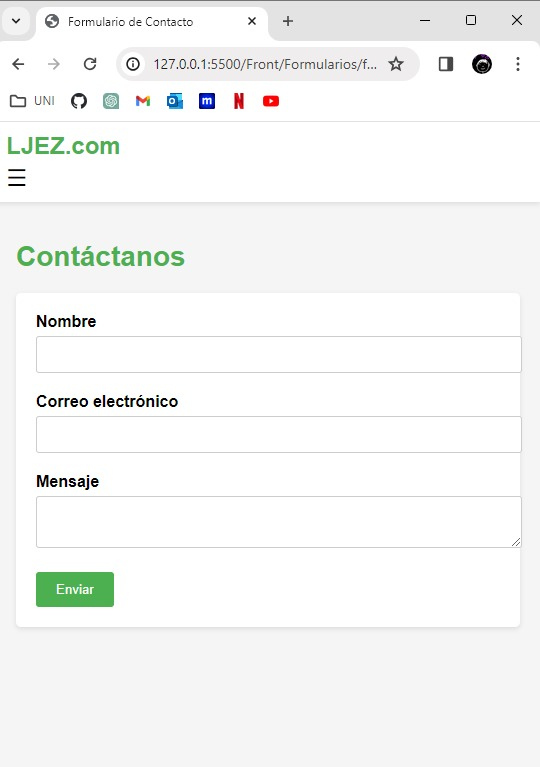 Formulario de Contacto
127.0.0.1:5500/Front/Formularios/f...
UNI
m
N
LJEZ.com
Contáctanos
Nombre
Correo electrónico
Mensaje
Enviar